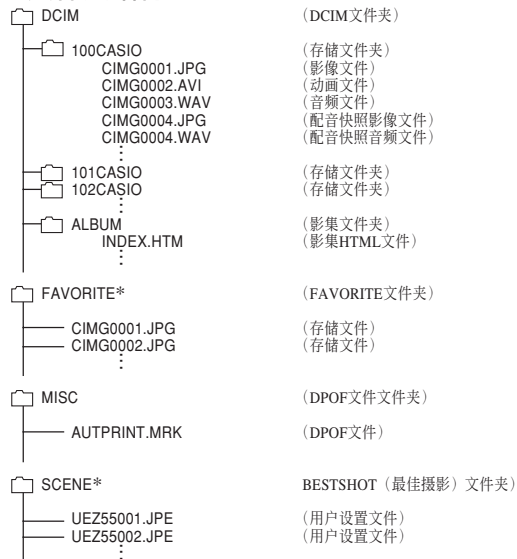 DCIM （DCIM文件夹）
100CASIO （存储文件夹）
CIMG0001.JPG （影像文件）
CIMG0002.AVI （动画文件）
CIMG0003.WAV （音频文件）
CIMG0004.JPG （配音快照影像文件）
CIMG0004.WAV （配音快照音频文件）
101CASIO （存储文件夹）
102CASIO （存储文件夹）
ALBUM （影集文件夹）
INDEX.HTM （影集HTML文件）
FAVORITE* （FAVORITE文件夹）
CIMG0001.JPG （存储文件）
CIMG0002.JPG （存储文件）
MISC （DPOF文件文件夹）
AUTPRINT.MRK （DPOF文件）
SCENE* BESTSHOT（最佳摄影）文件夹）
UEZ55001.JPE （用户设置文件）
UEZ55002.JPE （用户设置文件）